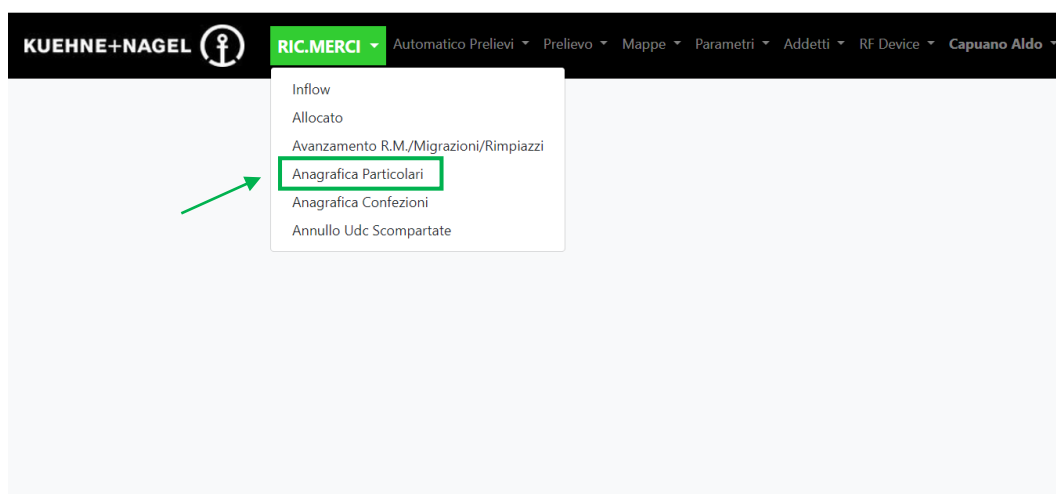 KUEHNE+NAGEL RIC.MERCI Automatico Prelievi Prelievo Mappe Parametri Addetti RF Device Capuano Aldo
Inflow
Allocato
Avanzamento R.M./Migrazioni/Rimpiazzi
Anagrafica Particolari
Anagrafica Confezioni
Annullo Udc Scompartate